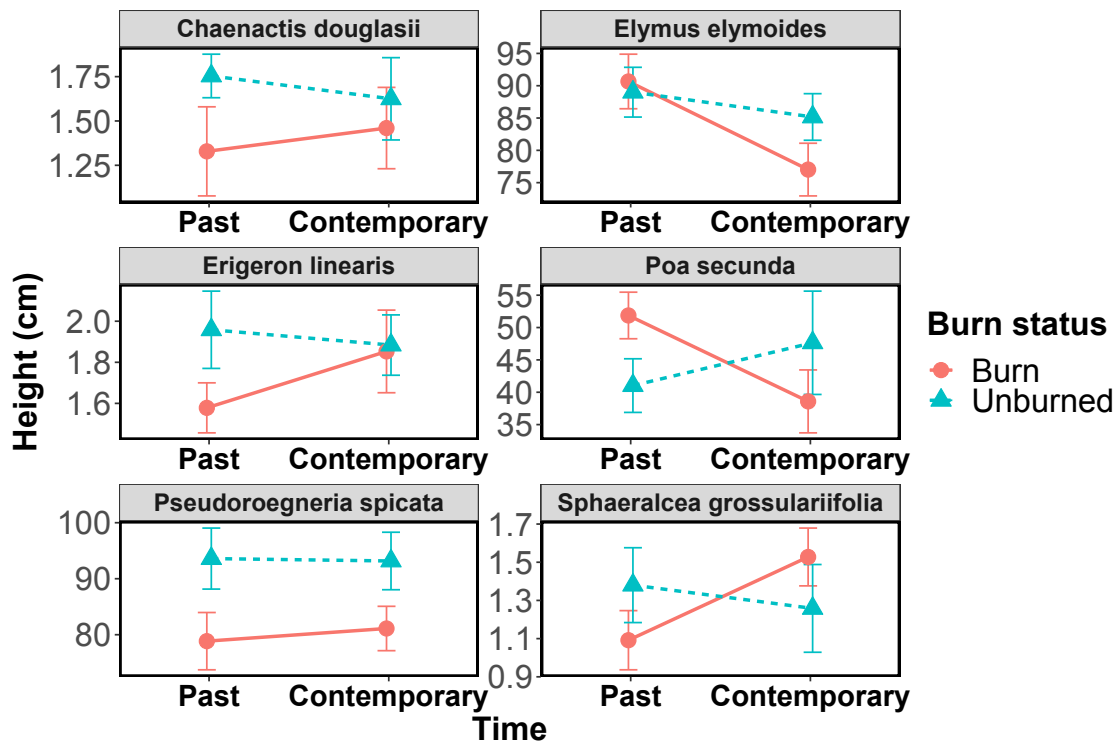 Chaenactis douglasii
Elymus elymoides
1.75
1.50
1.25
95
90
85
80
75
Past
Contemporary
Past
Contemporary
Erigeron linearis
Poa secunda
2.0
1.8
1.6
55
50
45
40
35
Past
Contemporary
Past
Contemporary
Pseudoroegneria spicata
Sphaeralcea grossulariifolia
100
90
80
1.7
1.5
1.3
1.1
0.9
Past
Contemporary
Past
Contemporary
Height (cm)
Time
Burn status
Burn
Unburned